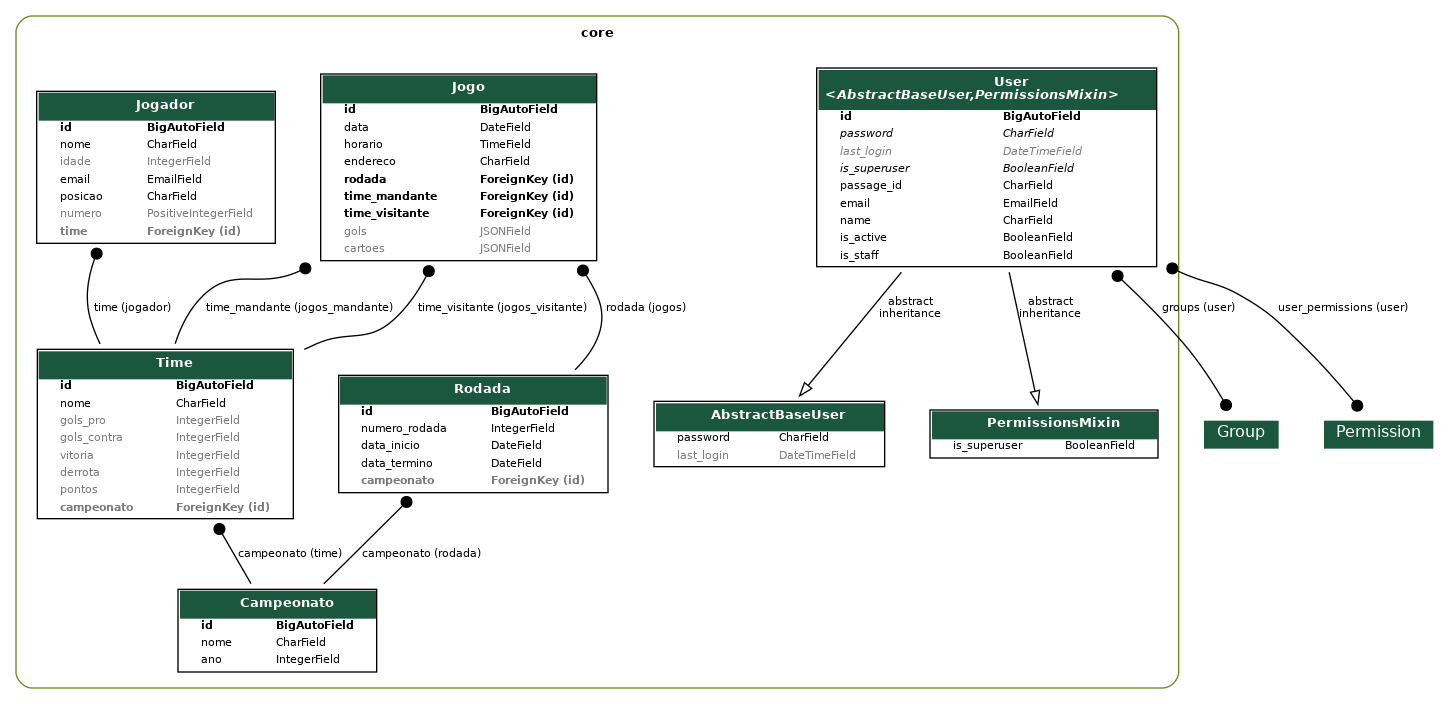 core
Jogador
id BigAutoField
nome CharField
idade IntegerField
email EmailField
posicao CharField
numero PositiveIntegerField
time ForeignKey (id)
Jogo
id BigAutoField
data DateField
horario TimeField
endereco CharField
rodada ForeignKey (id)
time_mandante ForeignKey (id)
time_visitante ForeignKey (id)
gols JSONField
cartoes JSONField
User
<AbstractBaseUser,PermissionsMixin>
id BigAutoField
password CharField
last_login DateTimeField
is_superuser BooleanField
passage_id CharField
email EmailField
name CharField
is_active BooleanField
is_staff BooleanField
time (jogador)
time_mandante (jogos_mandante)
time_visitante (jogos_visitante)
rodada (jogos)
abstract
inheritance
abstract
inheritance
groups (user)
user_permissions (user)
Time
id BigAutoField
nome CharField
gols_pro IntegerField
gols_contra IntegerField
vitoria IntegerField
derrota IntegerField
pontos IntegerField
campeonato ForeignKey (id)
Rodada
id BigAutoField
numero_rodada IntegerField
data_inicio DateField
data_termino DateField
campeonato ForeignKey (id)
AbstractBaseUser
password CharField
last_login DateTimeField
PermissionsMixin
is_superuser BooleanField
Group
Permission
campeonato (time)
campeonato (rodada)
Campeonato
id BigAutoField
nome CharField
ano IntegerField